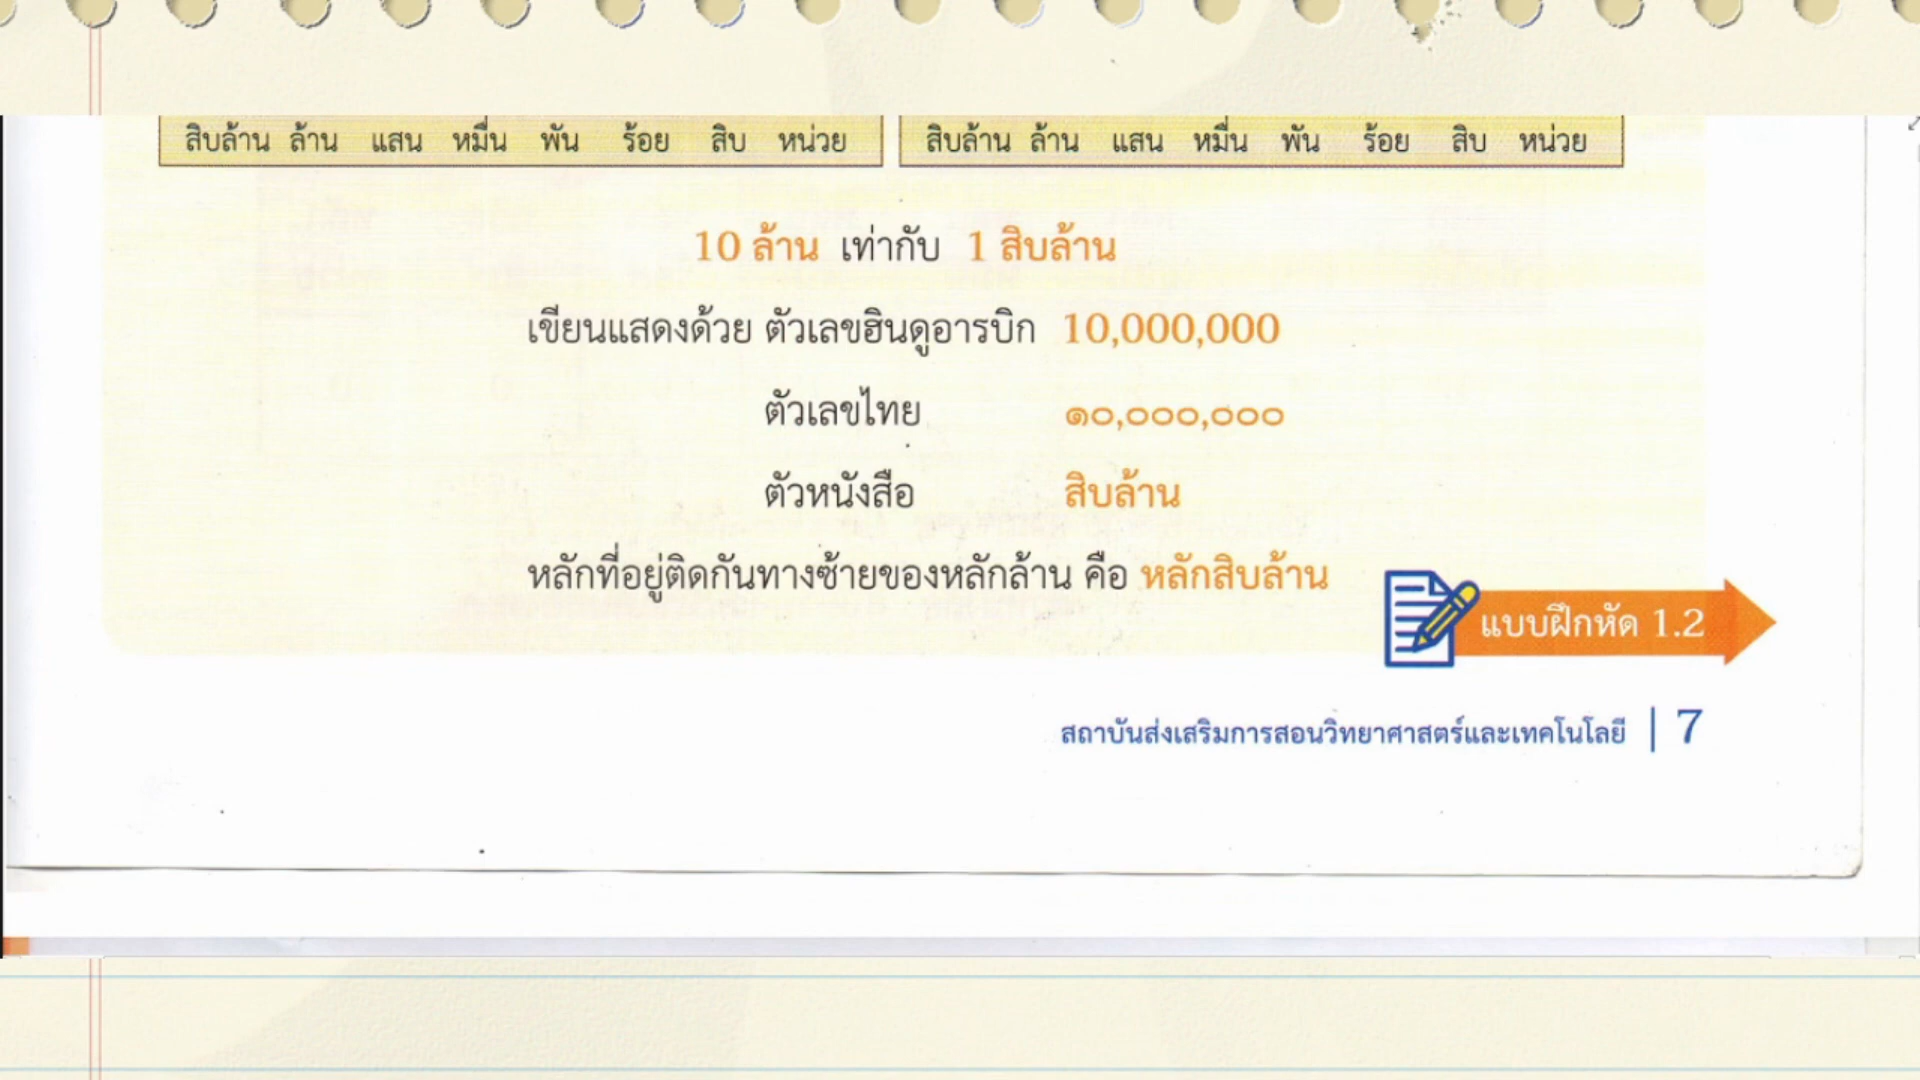 สิบล้าน ล้าน แสน หมื่น พัน ร้อย สิบ หน่วย สิบล้าน ล้าน แสน หมื่น พัน ร้อย สิบ หน่วย
10 ล้าน เท่ากับ 1 สิบล้าน
เขียนแสดงด้วย ตัวเลขฮินดูอารบิก 10,000,000
ตัวเลขไทย ๑๐,๐๐๐,๐๐๐
ตัวหนังสือ สิบล้าน
หลักที่อยู่ติดกันทางซ้ายของหลักล้าน คือ หลักสิบล้าน
แบบฝึกหัด 1.2
สถาบันส่งเสริมการสอนวิทยาศาสตร์และเทคโนโลยี | 7